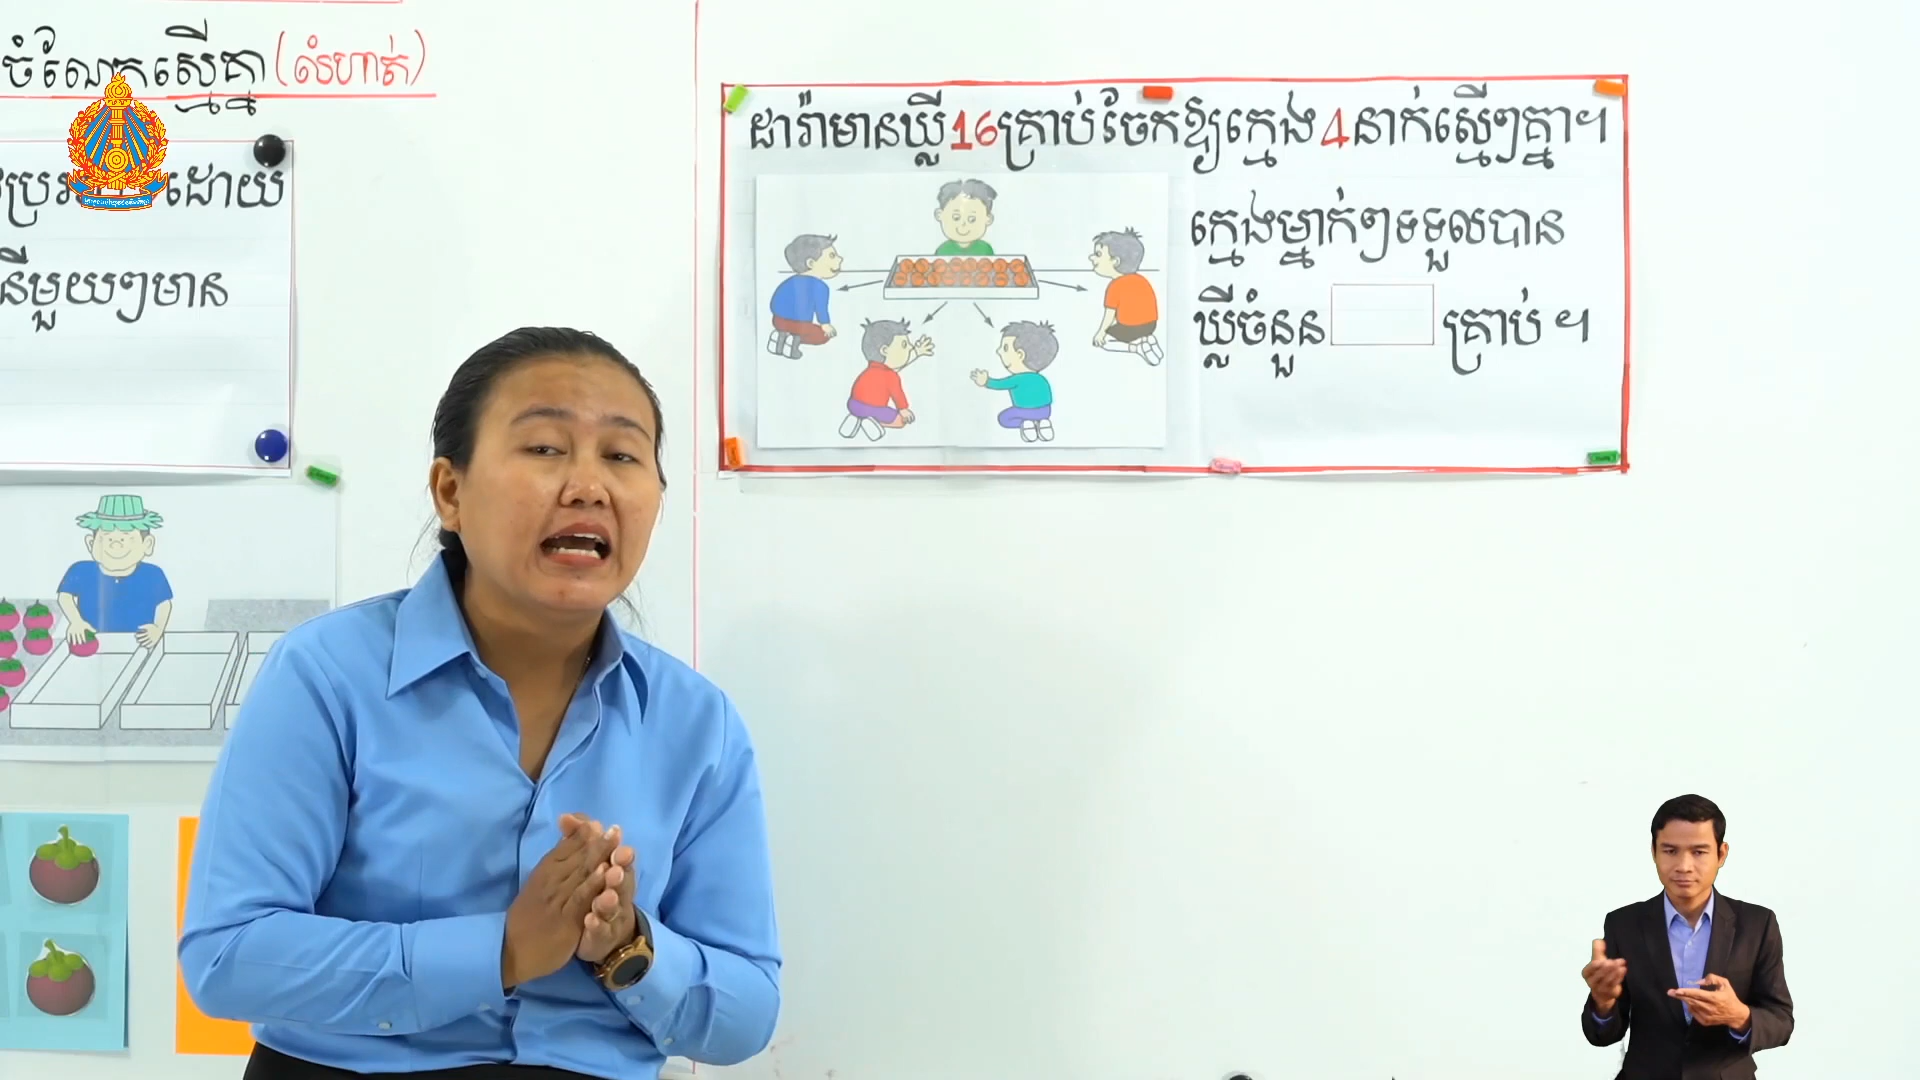 ចំណែកស្មើគ្នា (លំហាត់)
ដោយ
នីមួយៗមាន
ដារ៉ាមានឃ្លី 16 គ្រាប់ចែកឱ្យក្មេង 4 នាក់ស្មើៗគ្នា។
ក្មេងម្នាក់ៗទទួលបាន
ឃ្លីចំនួន គ្រាប់ ។